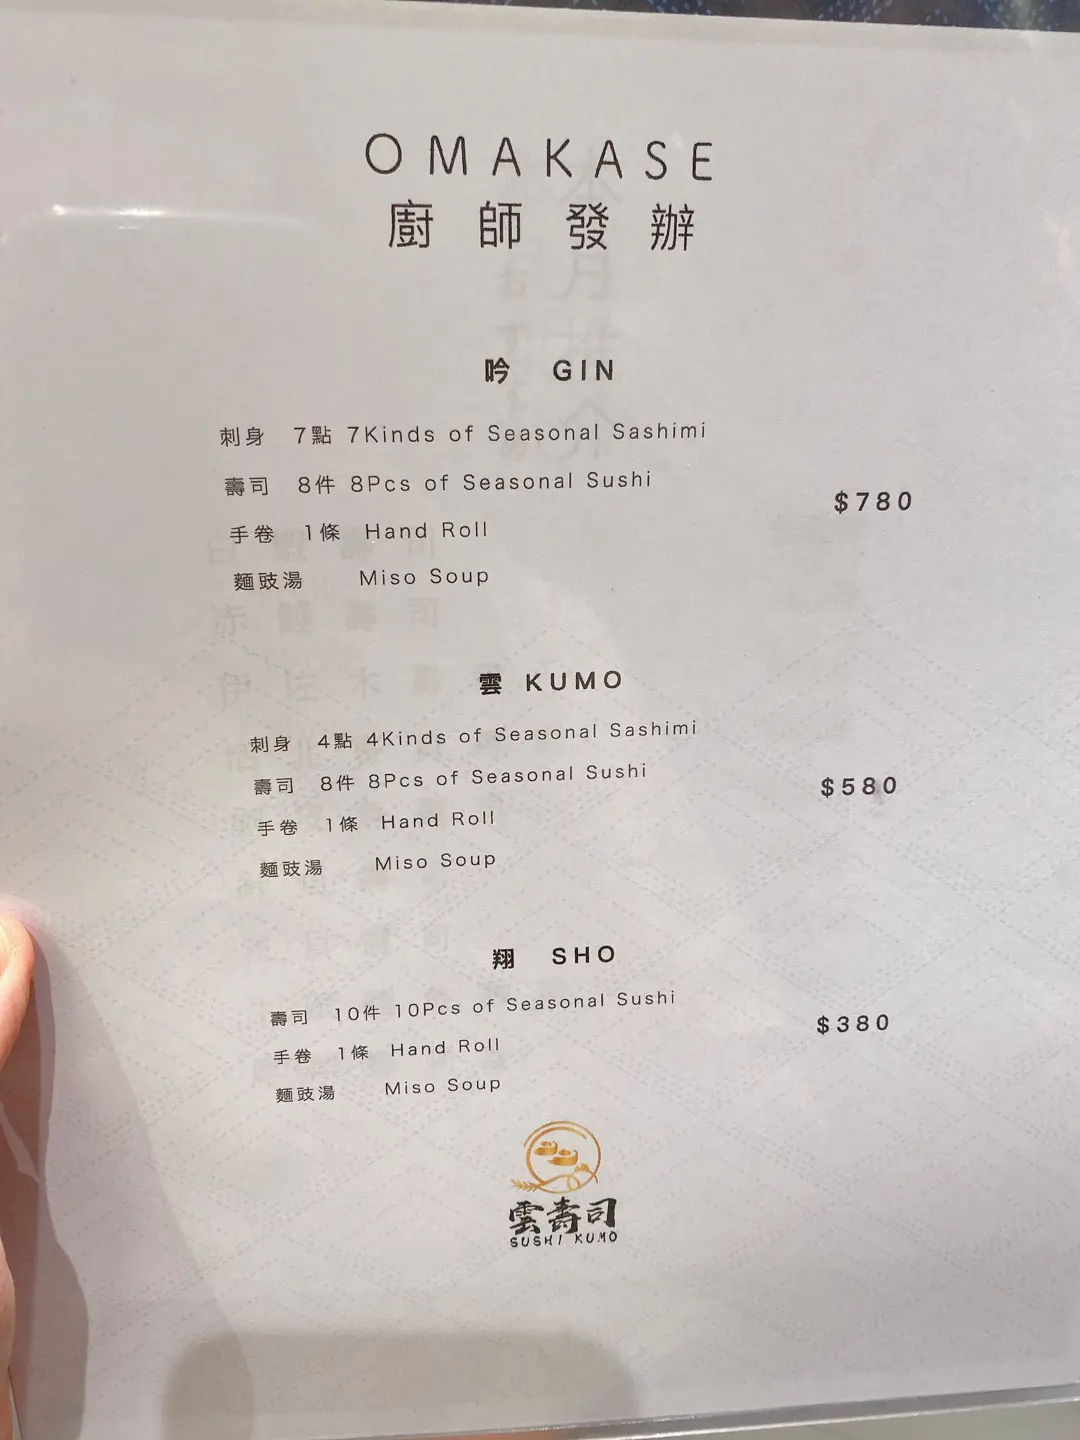 OMAKASE
廚師發辦
吟 GIN
刺身 7點 7Kinds of Seasonal Sashimi
壽司 8件 8Pcs of Seasonal Sushi
手卷 1條 Hand Roll
麵豉湯 Miso Soup
$780
雲 KUMO
刺身 4點 4Kinds of Seasonal Sashimi
壽司 8件 8Pcs of Seasonal Sushi
手卷 1條 Hand Roll
麵豉湯 Miso Soup
$580
翔 SHO
壽司 10件 10Pcs of Seasonal Sushi
手卷 1條 Hand Roll
麵豉湯 Miso Soup
$380
雲壽司
SUSHI KUMO